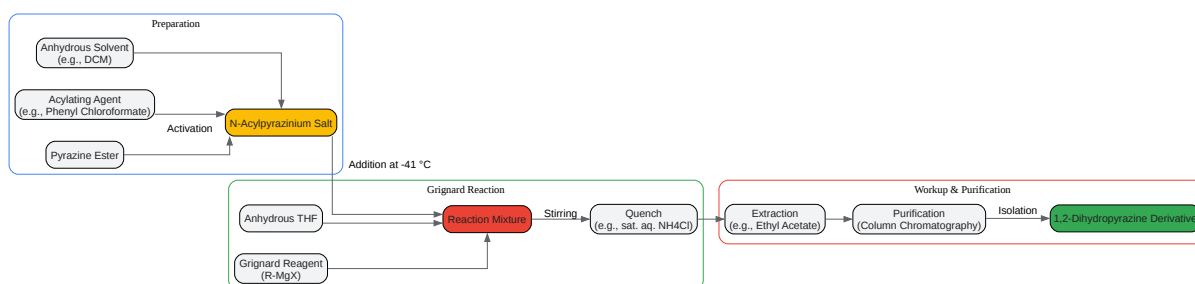 Preparation
Anhydrous Solvent
(e.g., DCM)
Acylating Agent
(e.g., Phenyl Chloroformate)
Activation
N-Acylpyrazinium Salt
Pyrazine Ester
Addition at -41 °C
Grignard Reaction
Anhydrous THF
Reaction Mixture
Stirring
Quench
(e.g., sat. aq. NH4Cl)
Grignard Reagent
(R-MgX)
Workup & Purification
Extraction
(e.g., Ethyl Acetate)
Purification
(Column Chromatography)
Isolation
1,2-Dihydropyrazine Derivative